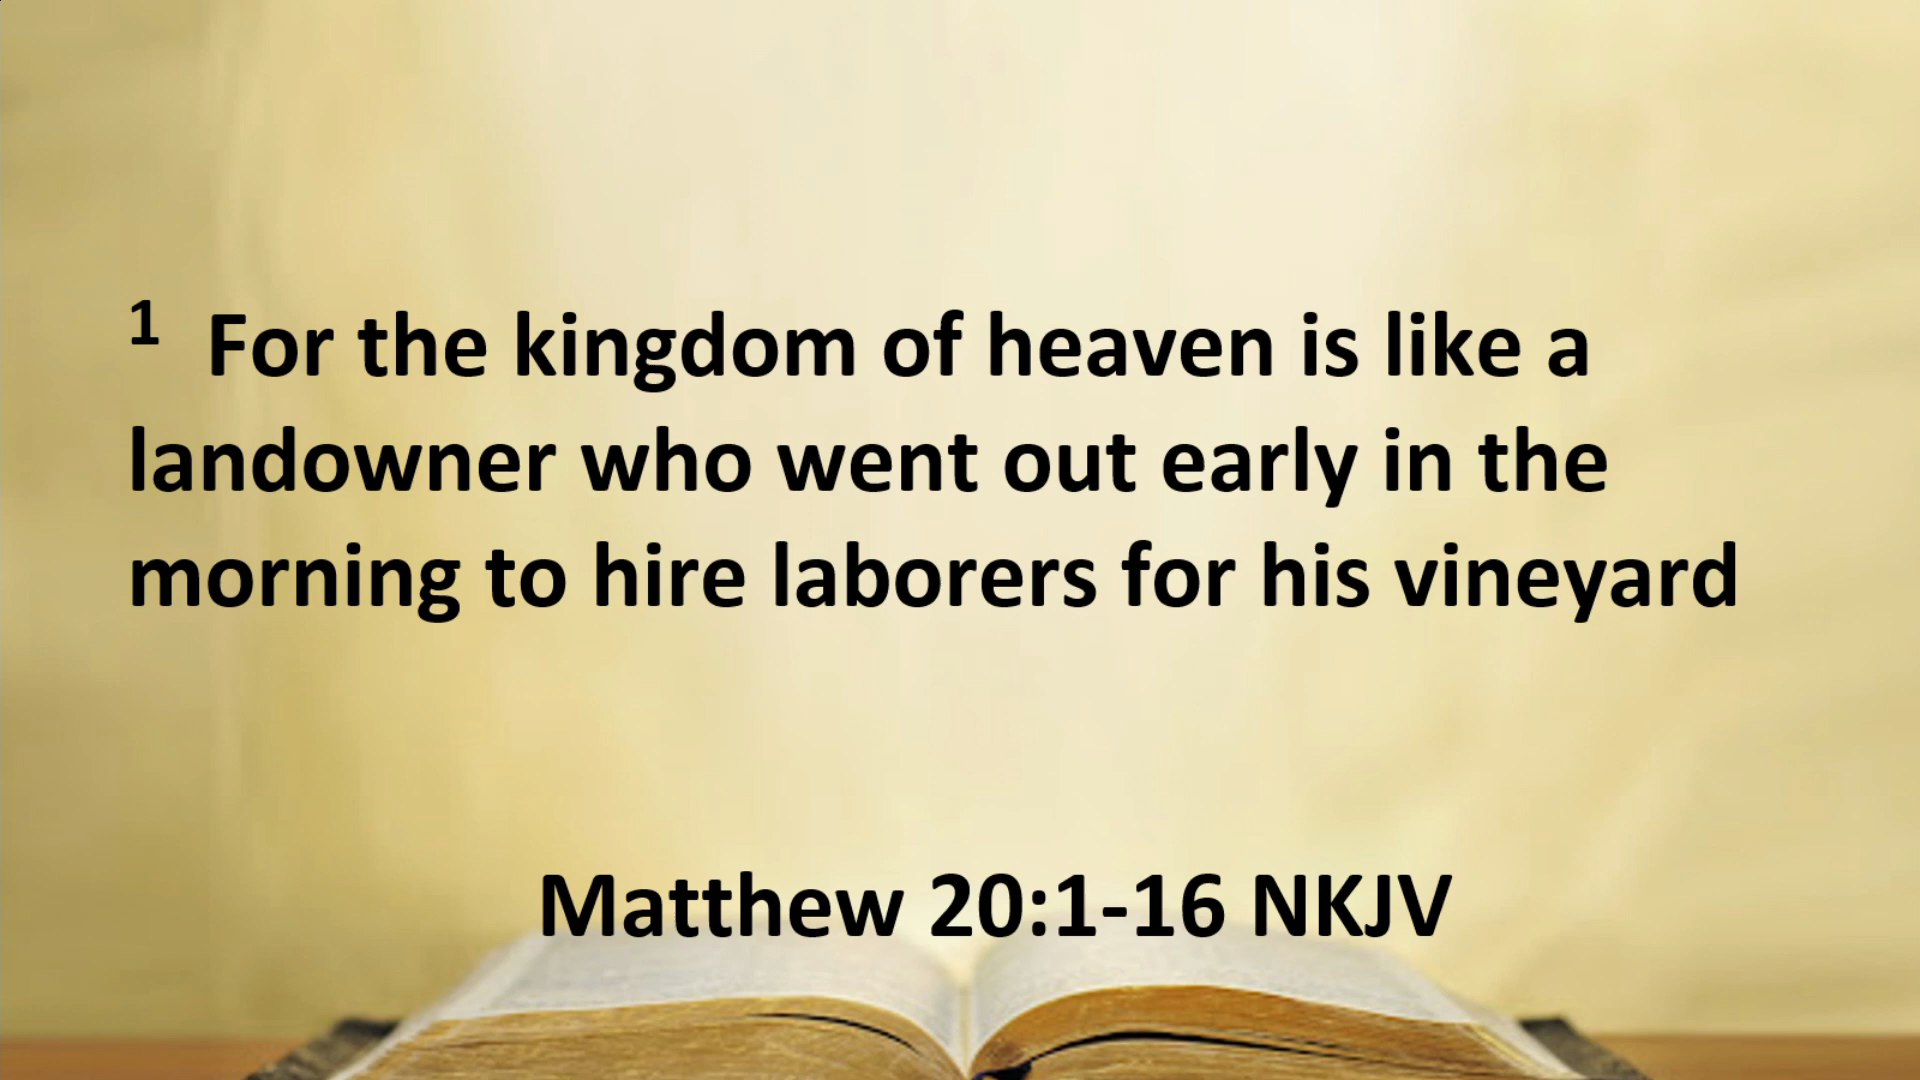 1 For the kingdom of heaven is like a
landowner who went out early in the
morning to hire laborers for his vineyard
Matthew 20:1-16 NKJV